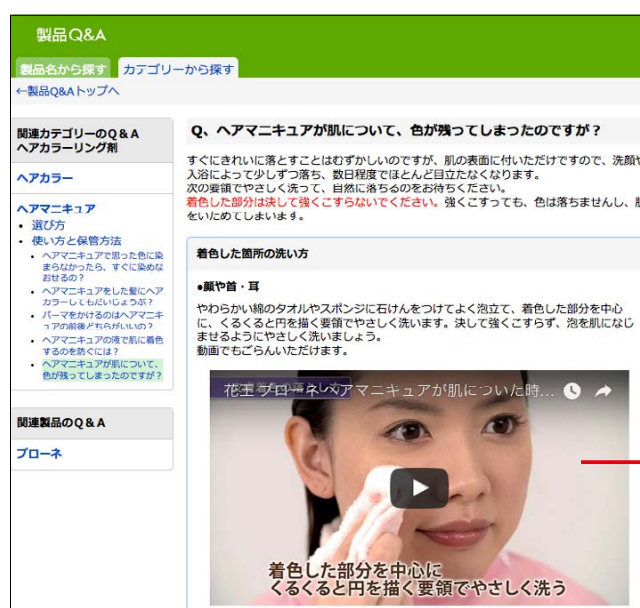 製品Q&A
製品名から探す
カテゴリーから探す
←製品Q&Aトップへ
関連カテゴリーのQ&A
ヘアカラーリング剤
ヘアカラー
ヘアマニキュア
• 選び方
• 使い方と保管方法
• ヘアマニキュアで思った色に染
まらなかったら、すぐに染めな
おせるの？
• ヘアマニキュアをした髪にヘア
カラーしてもだいじょうぶ？
• パーマをかけるのはヘアマニキ
ュアの前後どちらがいいの？
• ヘアマニキュアの液で肌に着色
するのを防ぐには？
• ヘアマニキュアが肌について、
色が残ってしまったのですが？
関連製品のQ&A
ブローネ
Q、ヘアマニキュアが肌について、色が残ってしまったのですが？
すぐにきれいに落とすことはむずかしいのですが、肌の表面に付いただけですので、洗顔や
入浴によって少しずつ落ち、数日程度でほとんど目立たなくなります。
次の要領でやさしく洗って、自然に落ちるのをお待ちください。
着色した部分は決して強くこすらないでください。強くこすっても、色は落ちませんし、肌
をいためてしまいます。
着色した箇所の洗い方
●顔や首・耳
やわらかい綿のタオルやスポンジに石けんをつけてよく泡立て、着色した部分を中心
に、くるくると円を描く要領でやさしく洗います。決して強くこすらず、泡を肌になじ
ませるようにやさしく洗いましょう。
動画でもごらんいただけます。
花王 ブローネ ヘアマニキュアが肌についた時...
着色した部分を中心に
くるくると円を描く要領でやさしく洗う